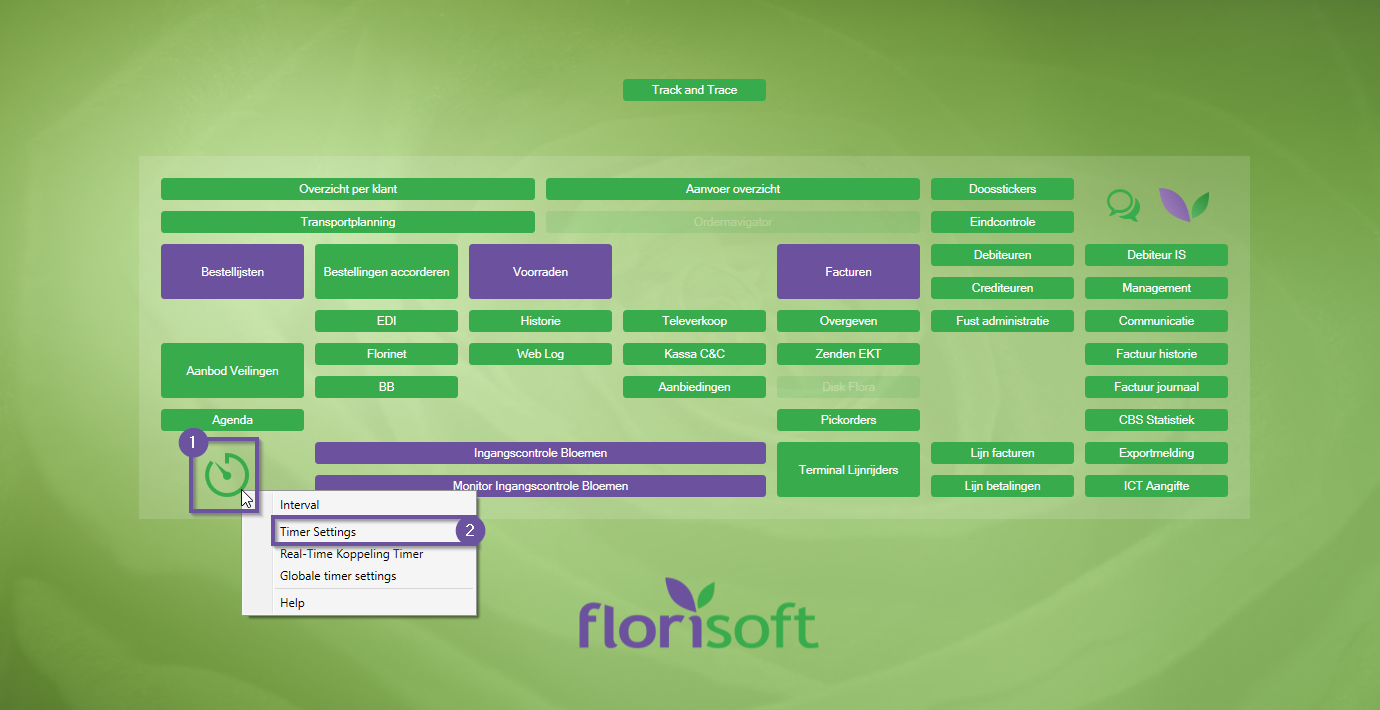 Track and Trace
Overzicht per klant
Aanvoer overzicht
Doosstickers
Transportplanning
Ordernavigator
Eindcontrole
Bestellijsten
Bestellingen accorderen
Voorraden
Facturen
Debiteuren
Debiteur IS
Crediteuren
Management
EDI
Historie
Televerkoop
Overgeven
Fust administratie
Communicatie
Aanbod Veilingen
Florinet
Web Log
Kassa C&C
Zenden EKT
Factuur historie
BB
Aanbiedingen
Disk Flora
Factuur journaal
Agenda
Pickorders
CBS Statistiek
1
Ingangscontrole Bloemen
Terminal Lijnrijders
Lijn facturen
Exportmelding
Monitor Ingangscontrole Bloemen
Lijn betalingen
ICT Aangifte
Interval
Timer Settings
2
Real-Time Koppeling Timer
Globale timer settings
Help
florisoft